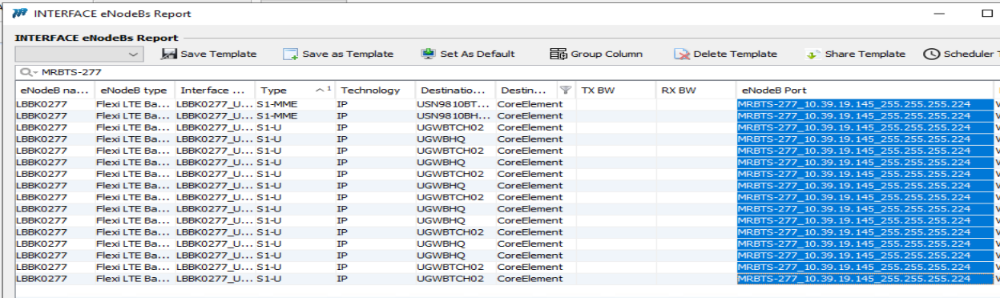 INTERFACE eNodeBs Report
INTERFACE eNodeBs Report
Save Template Save as Template Set As Default Group Column Delete Template Share Template Scheduler
MRBTS-277
eNodeB na... eNodeB type Interface ... Type 1 Technology Destinatio... Destin... TX BW RX BW eNodeB Port
LBBK0277 Flexi LTE Ba... LBBK0277_U... S1-MME IP USN9810BT... CoreElement MRBTS-277_10.39.19.145_255.255.255.224
LBBK0277 Flexi LTE Ba... LBBK0277_U... S1-MME IP USN9810BH... CoreElement MRBTS-277_10.39.19.145_255.255.255.224
LBBK0277 Flexi LTE Ba... LBBK0277_U... S1-U IP UGWBTCH02 CoreElement MRBTS-277_10.39.19.145_255.255.255.224
LBBK0277 Flexi LTE Ba... LBBK0277_U... S1-U IP UGWBHQ CoreElement MRBTS-277_10.39.19.145_255.255.255.224
LBBK0277 Flexi LTE Ba... LBBK0277_U... S1-U IP UGWBTCH02 CoreElement MRBTS-277_10.39.19.145_255.255.255.224
LBBK0277 Flexi LTE Ba... LBBK0277_U... S1-U IP UGWBHQ CoreElement MRBTS-277_10.39.19.145_255.255.255.224
LBBK0277 Flexi LTE Ba... LBBK0277_U... S1-U IP UGWBTCH02 CoreElement MRBTS-277_10.39.19.145_255.255.255.224
LBBK0277 Flexi LTE Ba... LBBK0277_U... S1-U IP UGWBHQ CoreElement MRBTS-277_10.39.19.145_255.255.255.224
LBBK0277 Flexi LTE Ba... LBBK0277_U... S1-U IP UGWBTCH02 CoreElement MRBTS-277_10.39.19.145_255.255.255.224
LBBK0277 Flexi LTE Ba... LBBK0277_U... S1-U IP UGWBHQ CoreElement MRBTS-277_10.39.19.145_255.255.255.224
LBBK0277 Flexi LTE Ba... LBBK0277_U... S1-U IP UGWBHQ CoreElement MRBTS-277_10.39.19.145_255.255.255.224
LBBK0277 Flexi LTE Ba... LBBK0277_U... S1-U IP UGWBTCH02 CoreElement MRBTS-277_10.39.19.145_255.255.255.224
LBBK0277 Flexi LTE Ba... LBBK0277_U... S1-U IP UGWBHQ CoreElement MRBTS-277_10.39.19.145_255.255.255.224
LBBK0277 Flexi LTE Ba... LBBK0277_U... S1-U IP UGWBHQ CoreElement MRBTS-277_10.39.19.145_255.255.255.224
LBBK0277 Flexi LTE Ba... LBBK0277_U... S1-U IP UGWBTCH02 CoreElement MRBTS-277_10.39.19.145_255.255.255.224
LBBK0277 Flexi LTE Ba... LBBK0277_U... S1-U IP UGWBTCH02 CoreElement MRBTS-277_10.39.19.145_255.255.255.224